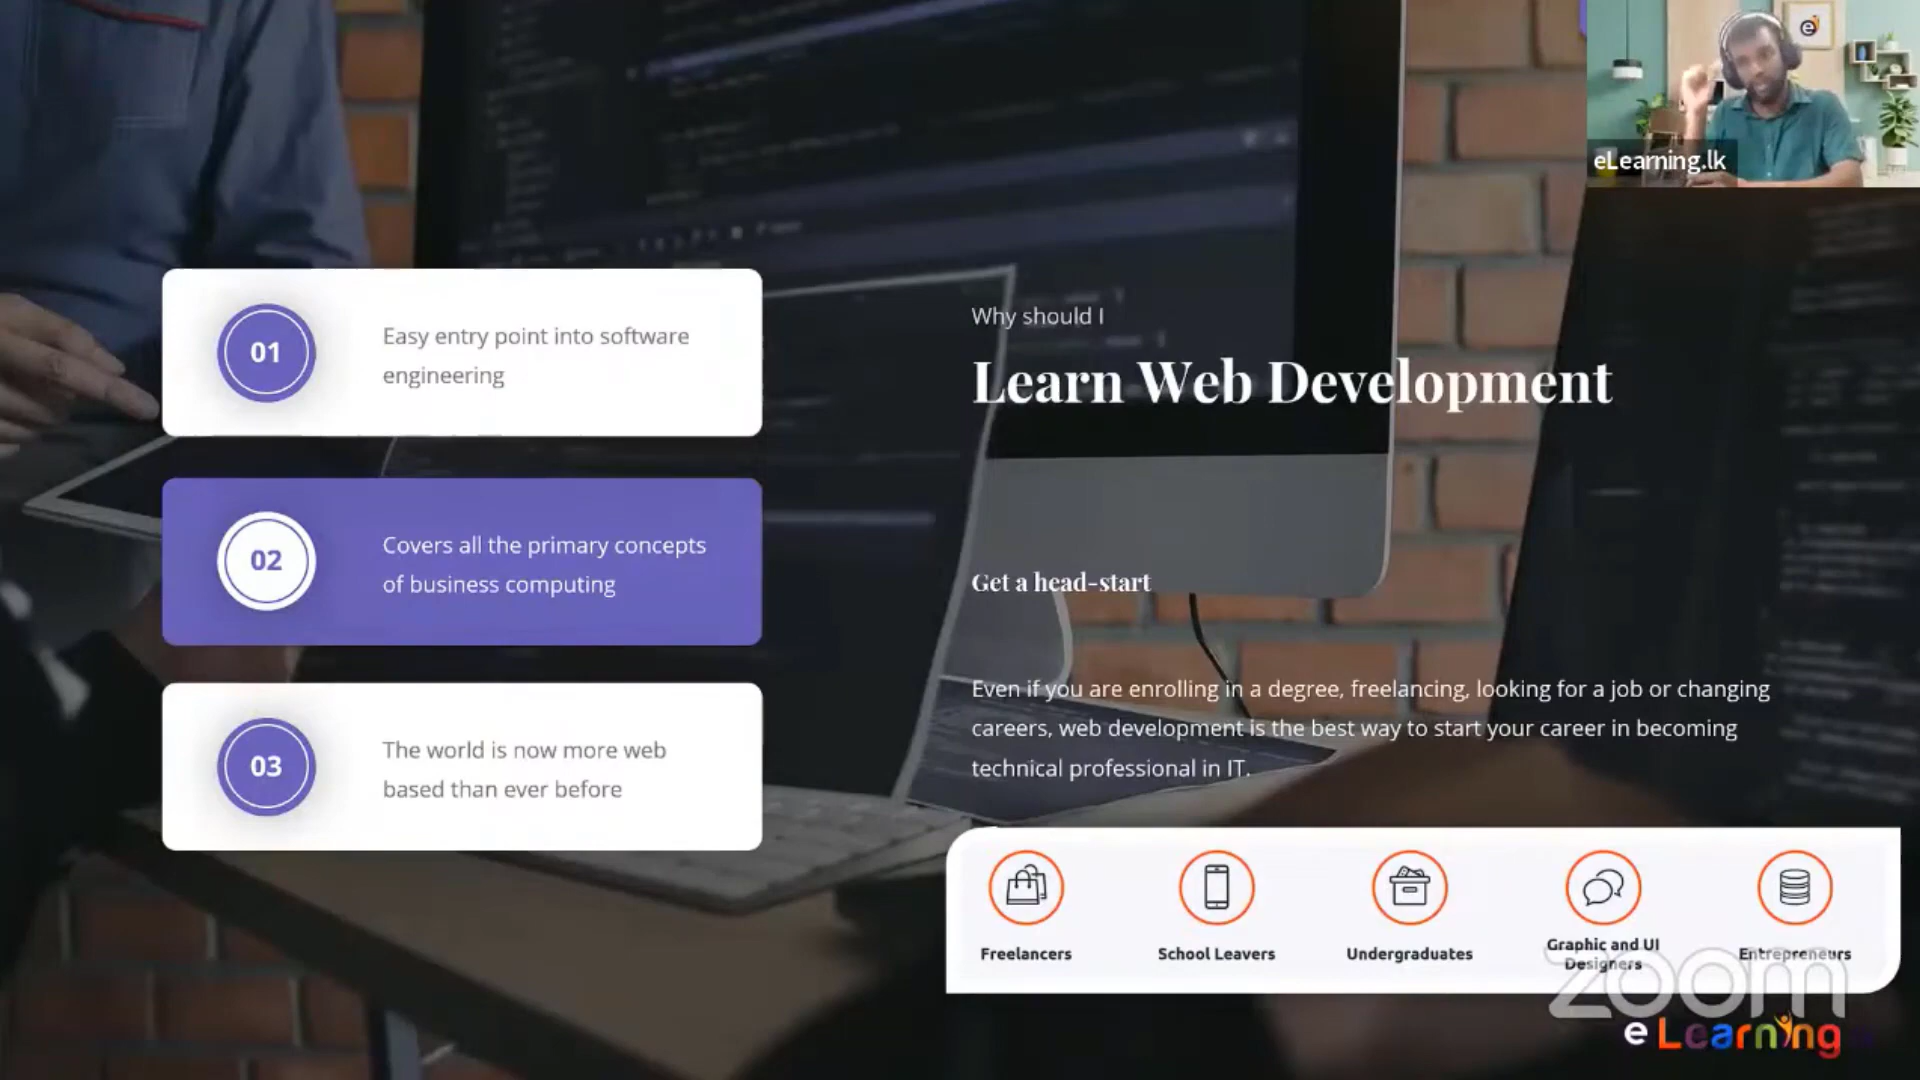 eLearning.lk
01
Easy entry point into software
engineering
02
Covers all the primary concepts
of business computing
03
The world is now more web
based than ever before
Why should I
Learn Web Development
Get a head-start
Even if you are enrolling in a degree, freelancing, looking for a job or changing
careers, web development is the best way to start your career in becoming
technical professional in IT.
Freelancers
School Leavers
Undergraduates
Graphic and UI
Designers
Entrepreneurs
zoom
e Learning